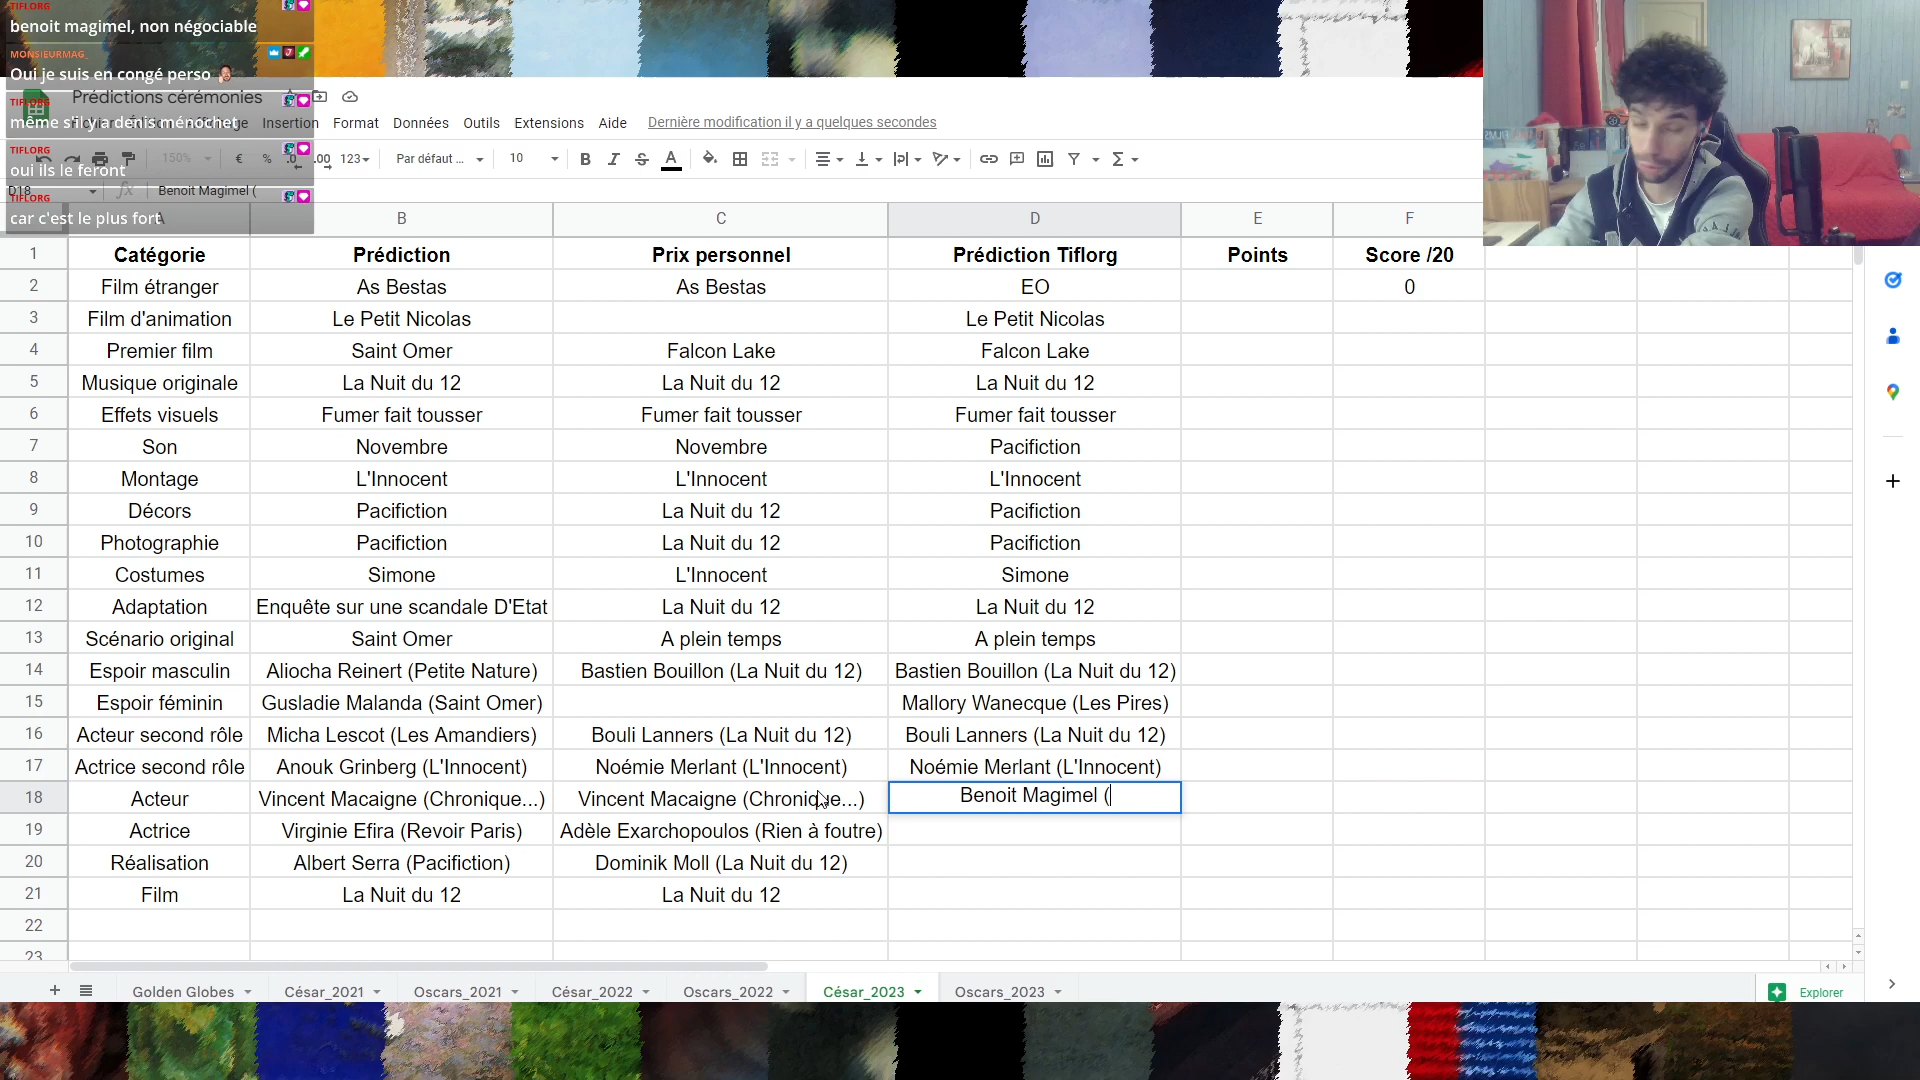 TIFLORG
benoit magimel, non négociable
MONSIEURMAG_
Oui je suis en congé perso
TIFLORG
même s'il y a denis ménochet
TIFLORG
oui ils le feront
TIFLORG
car c'est le plus fort
Prédictions cérémonies
Insertion Format Données Outils Extensions Aide Dernière modification il y a quelques secondes
150% € % .0 .00 123 Par défaut ... 10 B I S A
D18 fx Benoit Magimel (
A B C D E F
1 Catégorie Prédiction Prix personnel Prédiction Tiflorg Points Score /20
2 Film étranger As Bestas As Bestas EO 0
3 Film d'animation Le Petit Nicolas Le Petit Nicolas
4 Premier film Saint Omer Falcon Lake Falcon Lake
5 Musique originale La Nuit du 12 La Nuit du 12 La Nuit du 12
6 Effets visuels Fumer fait tousser Fumer fait tousser Fumer fait tousser
7 Son Novembre Novembre Pacifiction
8 Montage L'Innocent L'Innocent L'Innocent
9 Décors Pacifiction La Nuit du 12 Pacifiction
10 Photographie Pacifiction La Nuit du 12 Pacifiction
11 Costumes Simone L'Innocent Simone
12 Adaptation Enquête sur une scandale D'Etat La Nuit du 12 La Nuit du 12
13 Scénario original Saint Omer A plein temps A plein temps
14 Espoir masculin Aliocha Reinert (Petite Nature) Bastien Bouillon (La Nuit du 12) Bastien Bouillon (La Nuit du 12)
15 Espoir féminin Gusladie Malanda (Saint Omer) Mallory Wanecque (Les Pires)
16 Acteur second rôle Micha Lescot (Les Amandiers) Bouli Lanners (La Nuit du 12) Bouli Lanners (La Nuit du 12)
17 Actrice second rôle Anouk Grinberg (L'Innocent) Noémie Merlant (L'Innocent) Noémie Merlant (L'Innocent)
18 Acteur Vincent Macaigne (Chronique...) Vincent Macaigne (Chronique...) Benoit Magimel (
19 Actrice Virginie Efira (Revoir Paris) Adèle Exarchopoulos (Rien à foutre)
20 Réalisation Albert Serra (Pacifiction) Dominik Moll (La Nuit du 12)
21 Film La Nuit du 12 La Nuit du 12
22
23
Golden Globes César_2021 Oscars_2021 César_2022 Oscars_2022 César_2023 Oscars_2023 Explorer